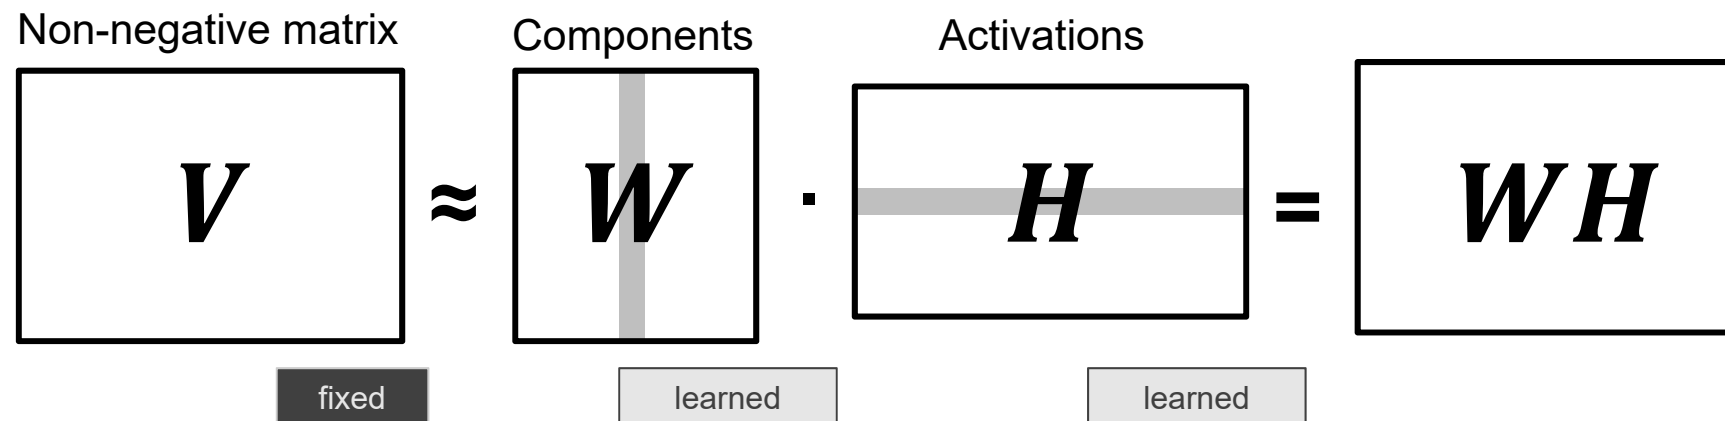 Non-negative matrix Components Activations
V ≈ W · H = WH
fixed learned learned